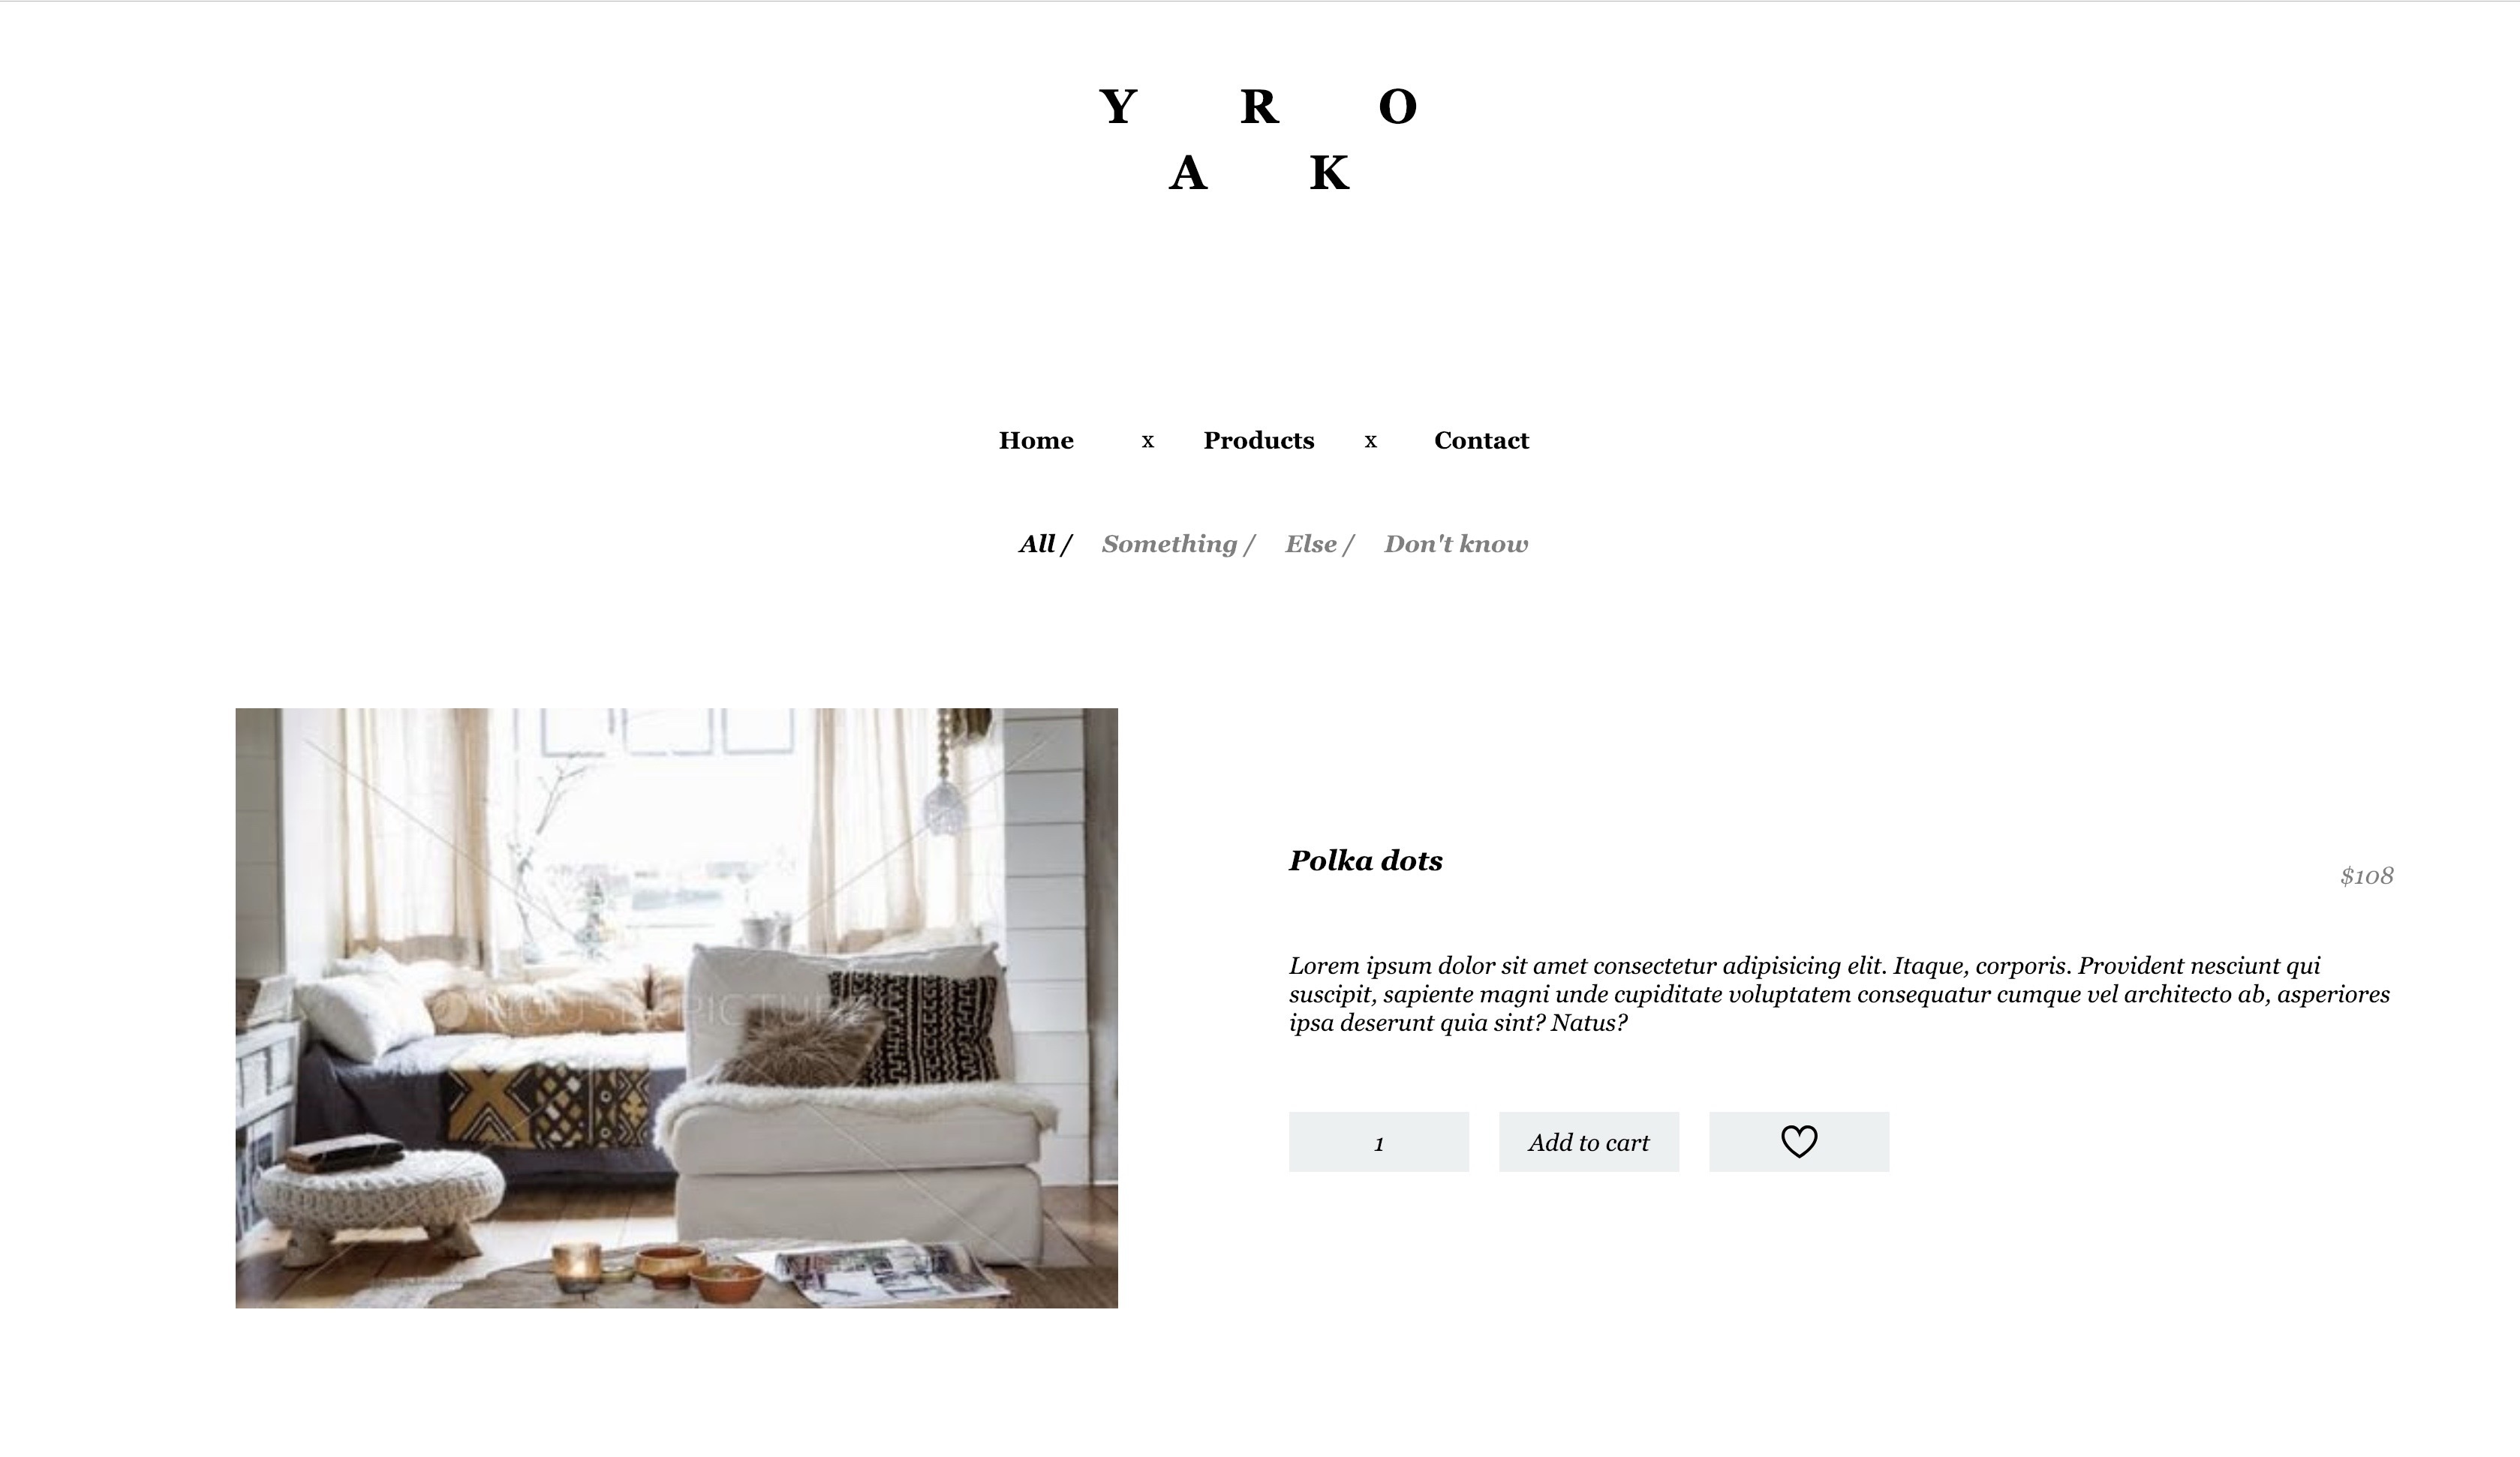 Y R O
A K
Home x Products x Contact
All / Something / Else / Don't know
Polka dots
$108
Lorem ipsum dolor sit amet consectetur adipisicing elit. Itaque, corporis. Provident nesciunt qui
suscipit, sapiente magni unde cupiditate voluptatem consequatur cumque vel architecto ab, asperiores
ipsa deserunt quia sint? Natus?
1 Add to cart